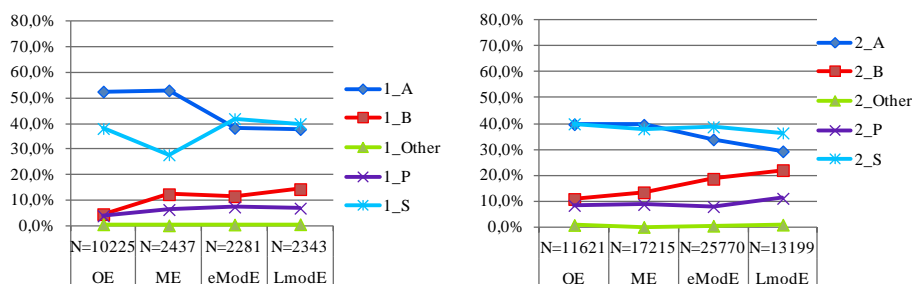 80,0%
70,0%
60,0%
50,0%
40,0%
30,0%
20,0%
10,0%
0,0%
N=10225 N=2437 N=2281 N=2343
OE ME eModE LmodE
1_A
1_B
1_Other
1_P
1_S
80,0%
70,0%
60,0%
50,0%
40,0%
30,0%
20,0%
10,0%
0,0%
N=11621 N=17215 N=25770 N=13199
OE ME eModE LmodE
2_A
2_B
2_Other
2_P
2_S